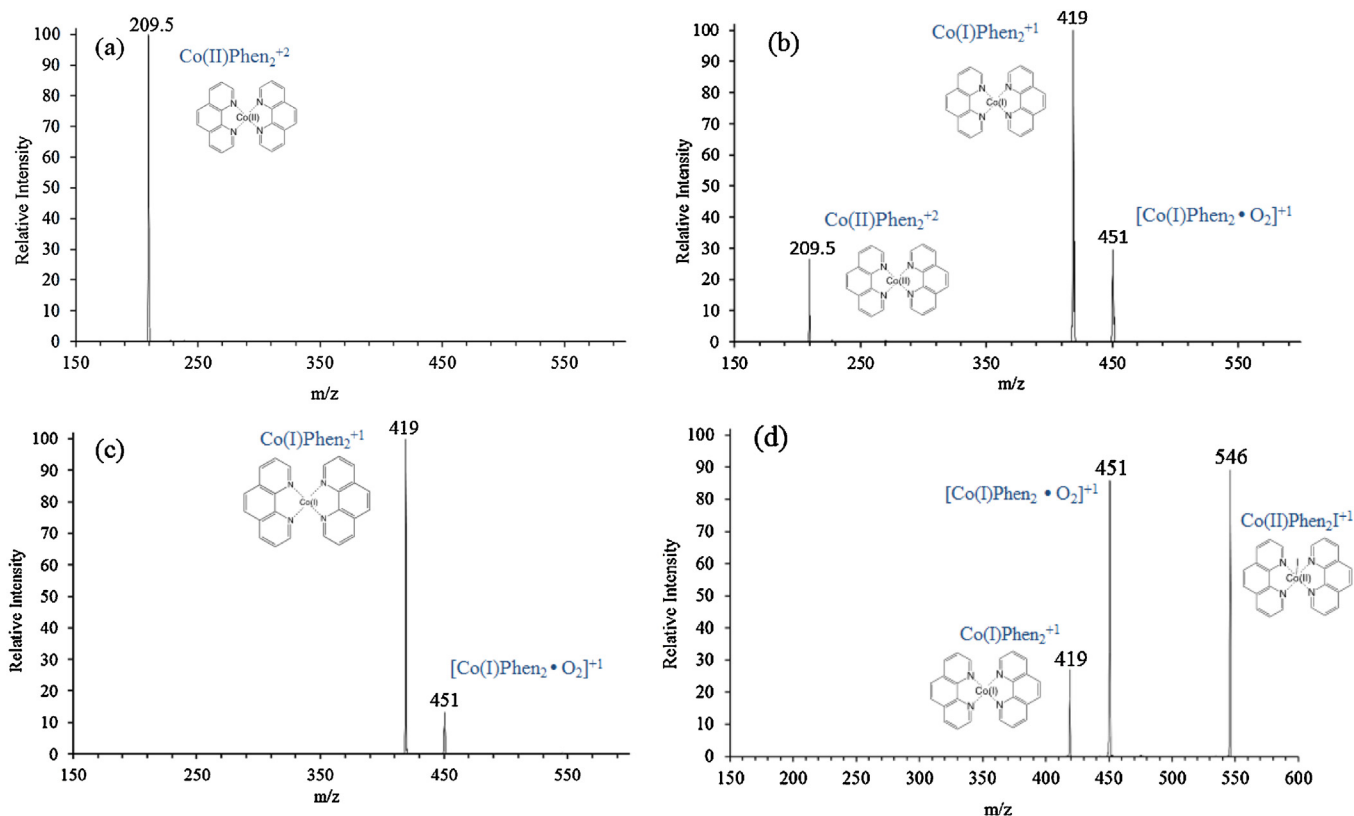 (a)
209.5
Co(II)Phen₂⁺²
N N
Co(II)
N N
Relative Intensity
100
90
80
70
60
50
40
30
20
10
0
150 250 350 450 550
m/z
(b)
419
Co(I)Phen₂⁺¹
N N
Co(I)
N N
Co(II)Phen₂⁺²
209.5
N N
Co(II)
N N
[Co(I)Phen₂ • O₂]⁺¹
451
Relative Intensity
100
90
80
70
60
50
40
30
20
10
0
150 250 350 450 550
m/z
(c)
Co(I)Phen₂⁺¹
419
N N
Co(I)
N N
[Co(I)Phen₂ • O₂]⁺¹
451
Relative Intensity
100
90
80
70
60
50
40
30
20
10
0
150 250 350 450 550
m/z
(d)
451
546
[Co(I)Phen₂ • O₂]⁺¹
Co(II)Phen₂I⁺¹
N I N
Co(II)
N N
Co(I)Phen₂⁺¹
419
N N
Co(I)
N N
Relative Intensity
100
90
80
70
60
50
40
30
20
10
0
150 200 250 300 350 400 450 500 550 600
m/z